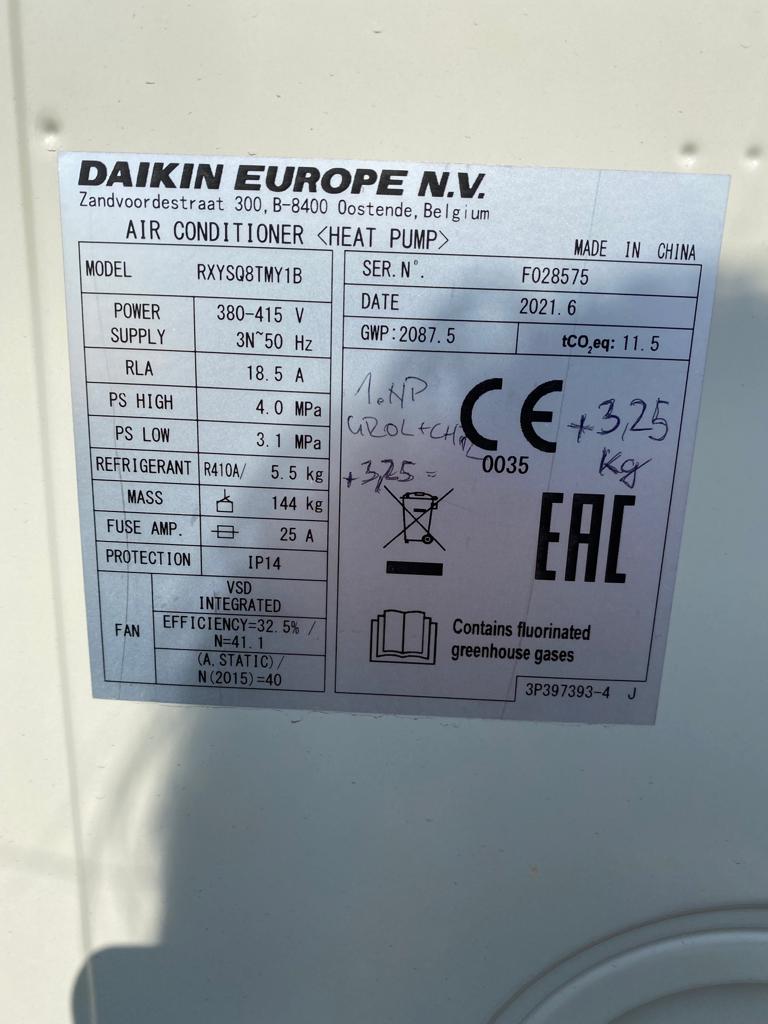 DAIKIN EUROPE N.V.
Zandvoordestraat 300, B-8400 Oostende, Belgium
AIR CONDITIONER <HEAT PUMP>
MADE IN CHINA
MODEL RXYSQ8TMY1B
POWER SUPPLY 380-415 V 3N~50 Hz
RLA 18.5 A
PS HIGH 4.0 MPa
PS LOW 3.1 MPa
REFRIGERANT R410A/ 5.5 kg
MASS 144 kg
FUSE AMP. 25 A
PROTECTION IP14
FAN
VSD
INTEGRATED
EFFICIENCY=32.5% /
N=41.1
(A. STATIC)/
N(2015)=40
SER.N°. F028575
DATE 2021.6
GWP:2087.5 tCO2eq: 11.5
+3,25
kg
+3,25 =
CE
0035
EAC
Contains fluorinated
greenhouse gases
3P397393-4 J